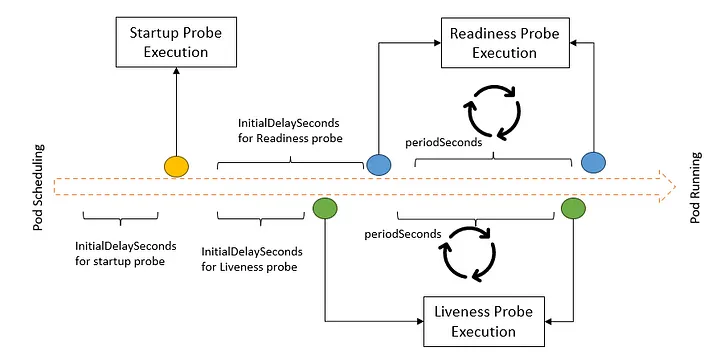 Startup Probe
Execution
Readiness Probe
Execution
InitialDelaySeconds
for Readiness probe
periodSeconds
Pod Scheduling
Pod Running
InitialDelaySeconds
for startup probe
InitialDelaySeconds
for Liveness probe
periodSeconds
Liveness Probe
Execution